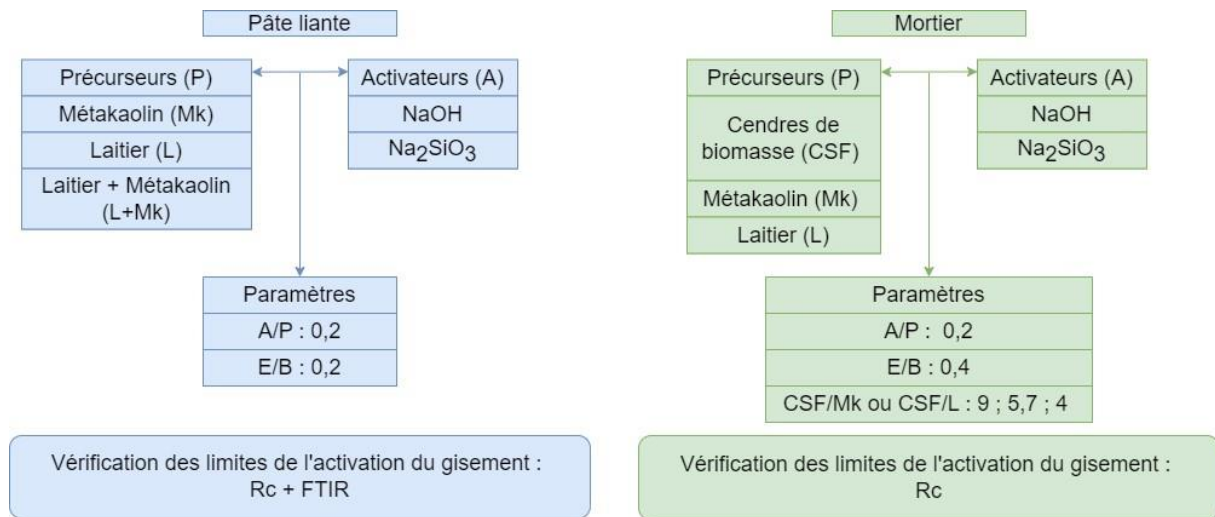 Pâte liante
Précurseurs (P)
Activateurs (A)
Métakaolin (Mk)
NaOH
Laitier (L)
Na2SiO3
Laitier + Métakaolin
(L+Mk)
Paramètres
A/P : 0,2
E/B : 0,2
Vérification des limites de l'activation du gisement :
Rc + FTIR
Mortier
Précurseurs (P)
Activateurs (A)
Cendres de
biomasse (CSF)
NaOH
Na2SiO3
Métakaolin (Mk)
Laitier (L)
Paramètres
A/P : 0,2
E/B : 0,4
CSF/Mk ou CSF/L : 9 ; 5,7 ; 4
Vérification des limites de l'activation du gisement :
Rc